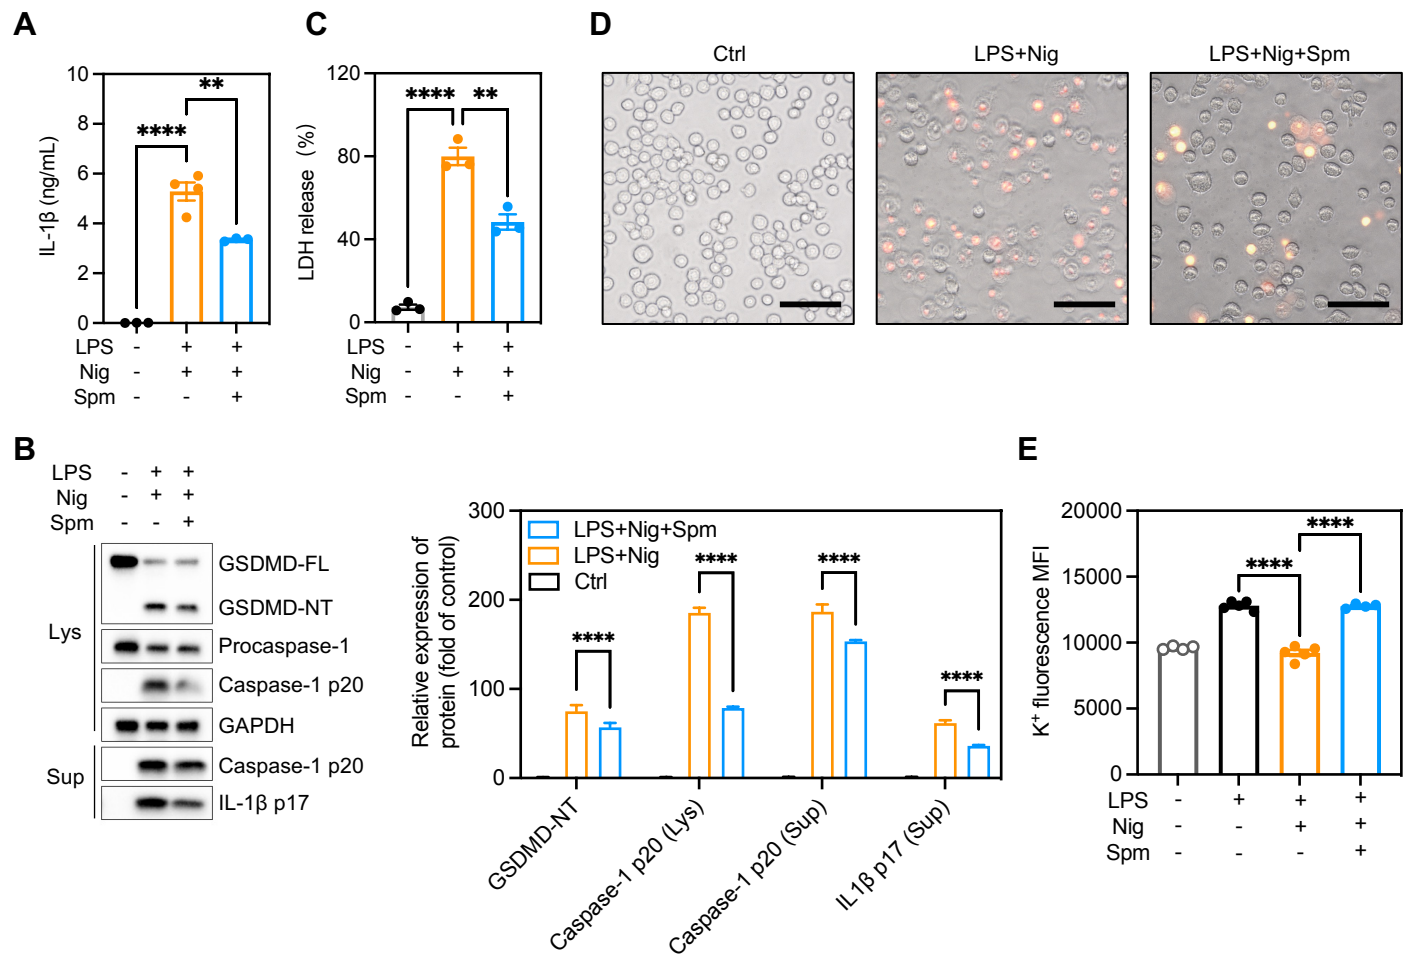 A
IL-1β (ng/mL)
10
8
6
4
2
0
****
**
LPS - + +
Nig - + +
Spm - - +
C
LDH release (%)
120
80
40
0
****
**
LPS - + +
Nig - + +
Spm - - +
D
Ctrl
LPS+Nig
LPS+Nig+Spm
B
LPS - + +
Nig - + +
Spm - - +
Lys
GSDMD-FL
GSDMD-NT
Procaspase-1
Caspase-1 p20
GAPDH
Sup
Caspase-1 p20
IL-1β p17
Relative expression of
protein (fold of control)
300
200
100
0
LPS+Nig+Spm
LPS+Nig
Ctrl
****
****
****
****
GSDMD-NT
Caspase-1 p20 (Lys)
Caspase-1 p20 (Sup)
IL1β p17 (Sup)
E
K⁺ fluorescence MFI
20000
15000
10000
5000
0
****
****
LPS - + + +
Nig - - + +
Spm - - - +